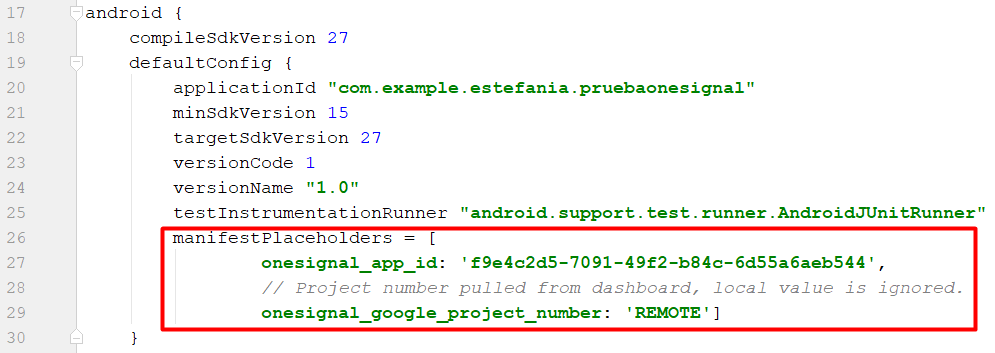 17 android {
18 compileSdkVersion 27
19 defaultConfig {
20 applicationId "com.example.estefania.pruebaonesignal"
21 minSdkVersion 15
22 targetSdkVersion 27
23 versionCode 1
24 versionName "1.0"
25 testInstrumentationRunner "android.support.test.runner.AndroidJUnitRunner"
26 manifestPlaceholders = [
27 onesignal_app_id: 'f9e4c2d5-7091-49f2-b84c-6d55a6aeb544',
28 // Project number pulled from dashboard, local value is ignored.
29 onesignal_google_project_number: 'REMOTE']
30 }